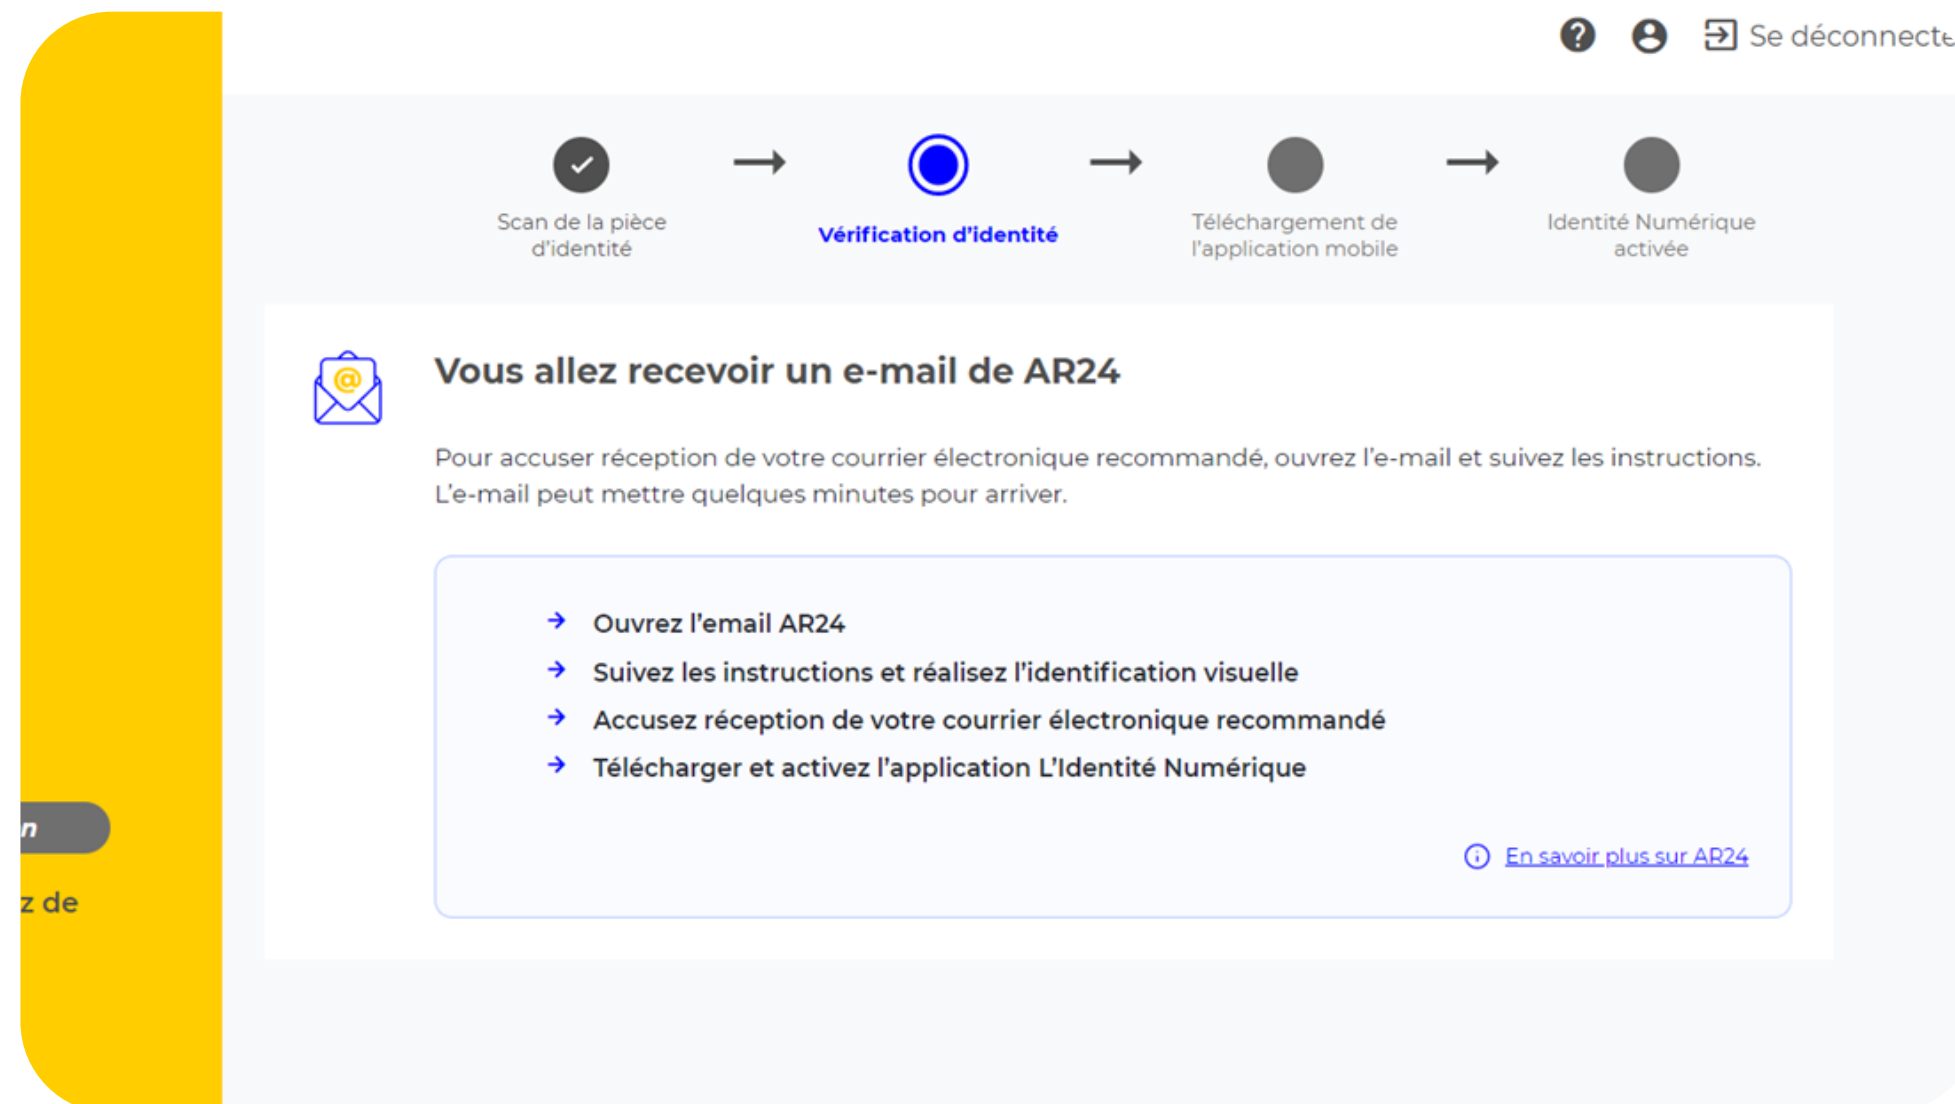 Se déconnecte
Scan de la pièce
d'identité
Vérification d'identité
Téléchargement de
l'application mobile
Identité Numérique
activée
Vous allez recevoir un e-mail de AR24
Pour accuser réception de votre courrier électronique recommandé, ouvrez l'e-mail et suivez les instructions.
L'e-mail peut mettre quelques minutes pour arriver.
Ouvrez l'email AR24
Suivez les instructions et réalisez l'identification visuelle
Accusez réception de votre courrier électronique recommandé
Télécharger et activez l'application L'Identité Numérique
En savoir plus sur AR24
n
z de